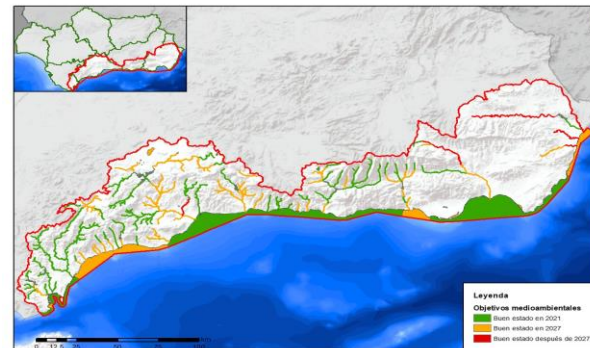 Leyenda
Objetivos medioambientales
Buen estado en 2021
Buen estado en 2027
Buen estado después de 2027